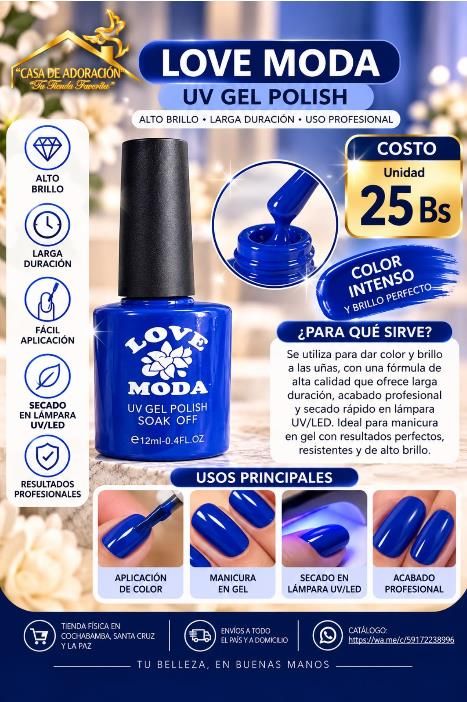 "CASA DE ADORACIÓN"
"Tu Tienda Favorita"
LOVE MODA
UV GEL POLISH
ALTO BRILLO • LARGA DURACIÓN • USO PROFESIONAL
COSTO
Unidad
25 Bs
ALTO
BRILLO
LARGA
DURACIÓN
FÁCIL
APLICACIÓN
SECADO
EN LÁMPARA
UV/LED
RESULTADOS
PROFESIONALES
LOVE
MODA
UV GEL POLISH
SOAK OFF
e12ml-0.4FL.OZ
COLOR
INTENSO
Y BRILLO PERFECTO
¿PARA QUÉ SIRVE?
Se utiliza para dar color y brillo
a las uñas, con una fórmula de
alta calidad que ofrece larga
duración, acabado profesional
y secado rápido en lámpara
UV/LED. Ideal para manicura
en gel con resultados perfectos,
resistentes y de alto brillo.
USOS PRINCIPALES
APLICACIÓN
DE COLOR
MANICURA
EN GEL
SECADO EN
LÁMPARA UV/LED
ACABADO
PROFESIONAL
TIENDA FÍSICA EN
COCHABAMBA, SANTA CRUZ
Y LA PAZ
ENVÍOS A TODO
EL PAÍS Y A DOMICILIO
CATÁLOGO:
https://wa.me/c/59172238996
TU BELLEZA, EN BUENAS MANOS